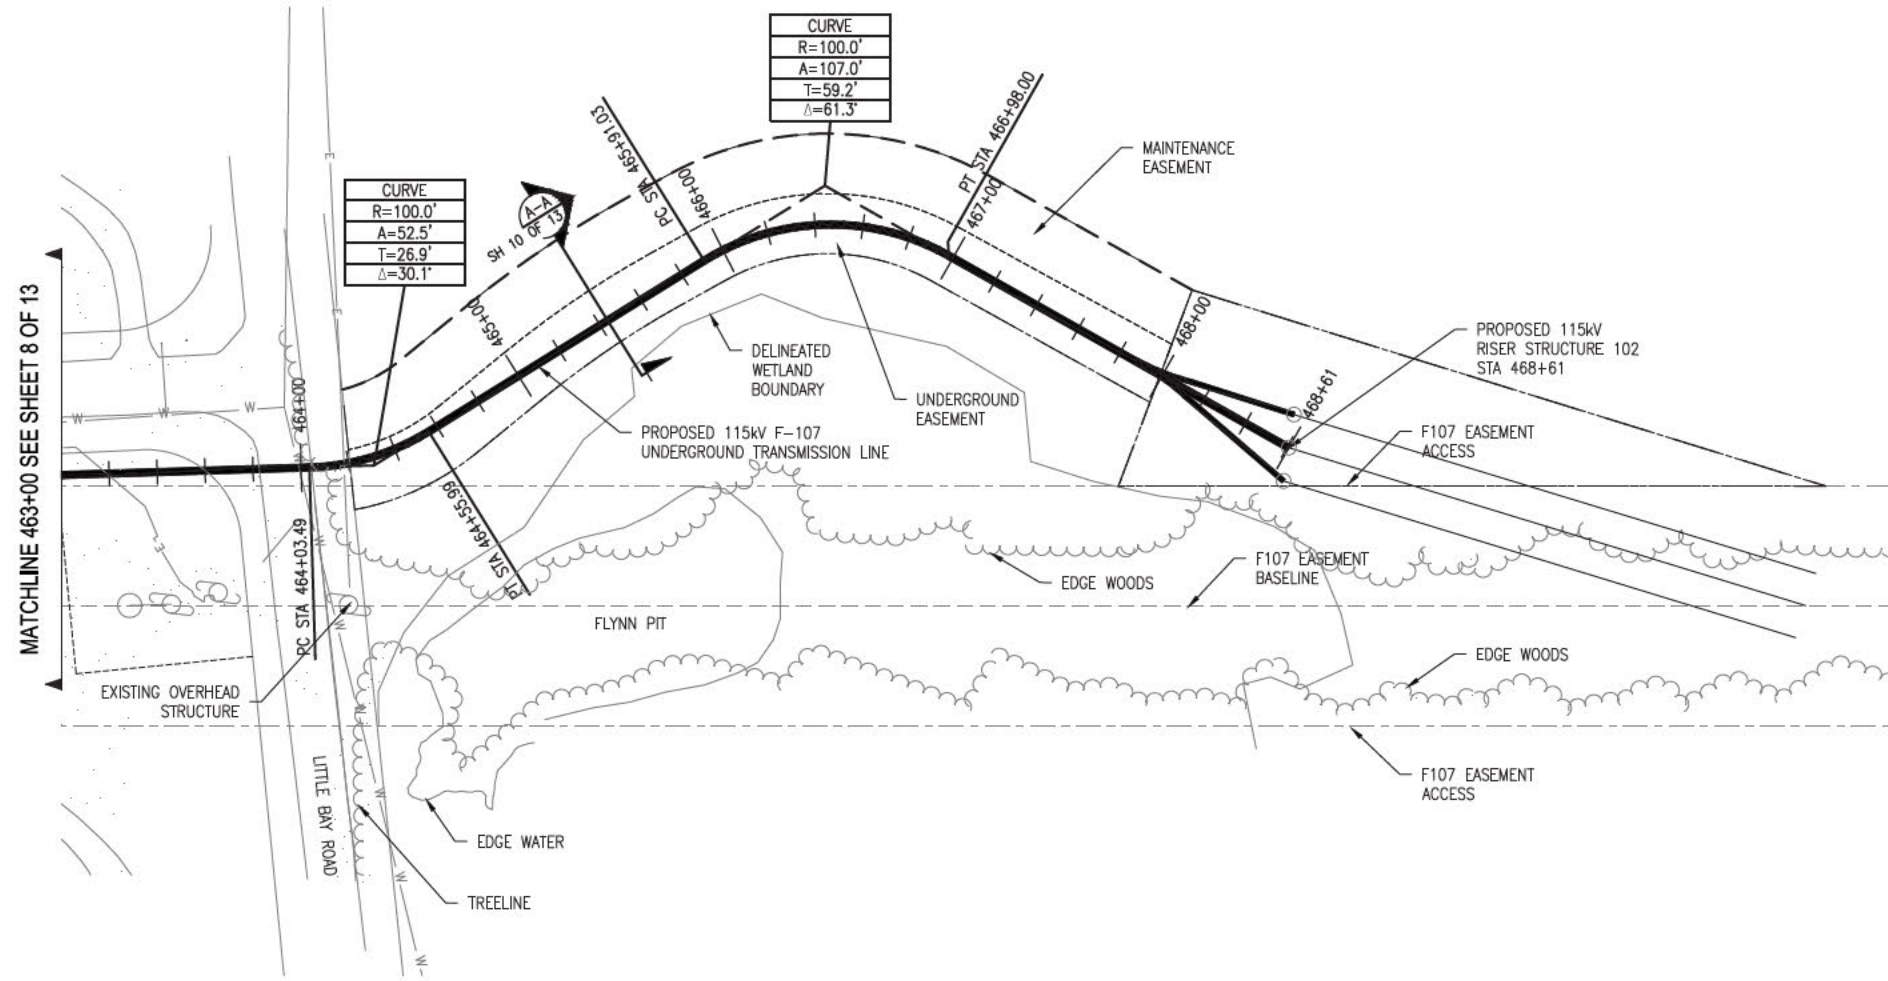 MATCHLINE 463+00 SEE SHEET 8 OF 13
CURVE
R=100.0'
A=52.5'
T=26.9'
Δ=30.1°
CURVE
R=100.0'
A=107.0'
T=59.2'
Δ=61.3°
A-A
SH 10 OF 13
PC STA 465+91.03
PT STA 466+98.00
464+00
465+00
466+00
467+00
468+00
468+61
PC STA 464+03.49
PT STA 464+55.99
MAINTENANCE
EASEMENT
DELINEATED
WETLAND
BOUNDARY
UNDERGROUND
EASEMENT
PROPOSED 115kV F-107
UNDERGROUND TRANSMISSION LINE
PROPOSED 115kV
RISER STRUCTURE 102
STA 468+61
F107 EASEMENT
ACCESS
EDGE WOODS
F107 EASEMENT
BASELINE
FLYNN PIT
EDGE WOODS
EXISTING OVERHEAD
STRUCTURE
LITTLE BAY ROAD
F107 EASEMENT
ACCESS
EDGE WATER
TREELINE
E
E
E
W
W
W
W
W
W
W
W
W
W